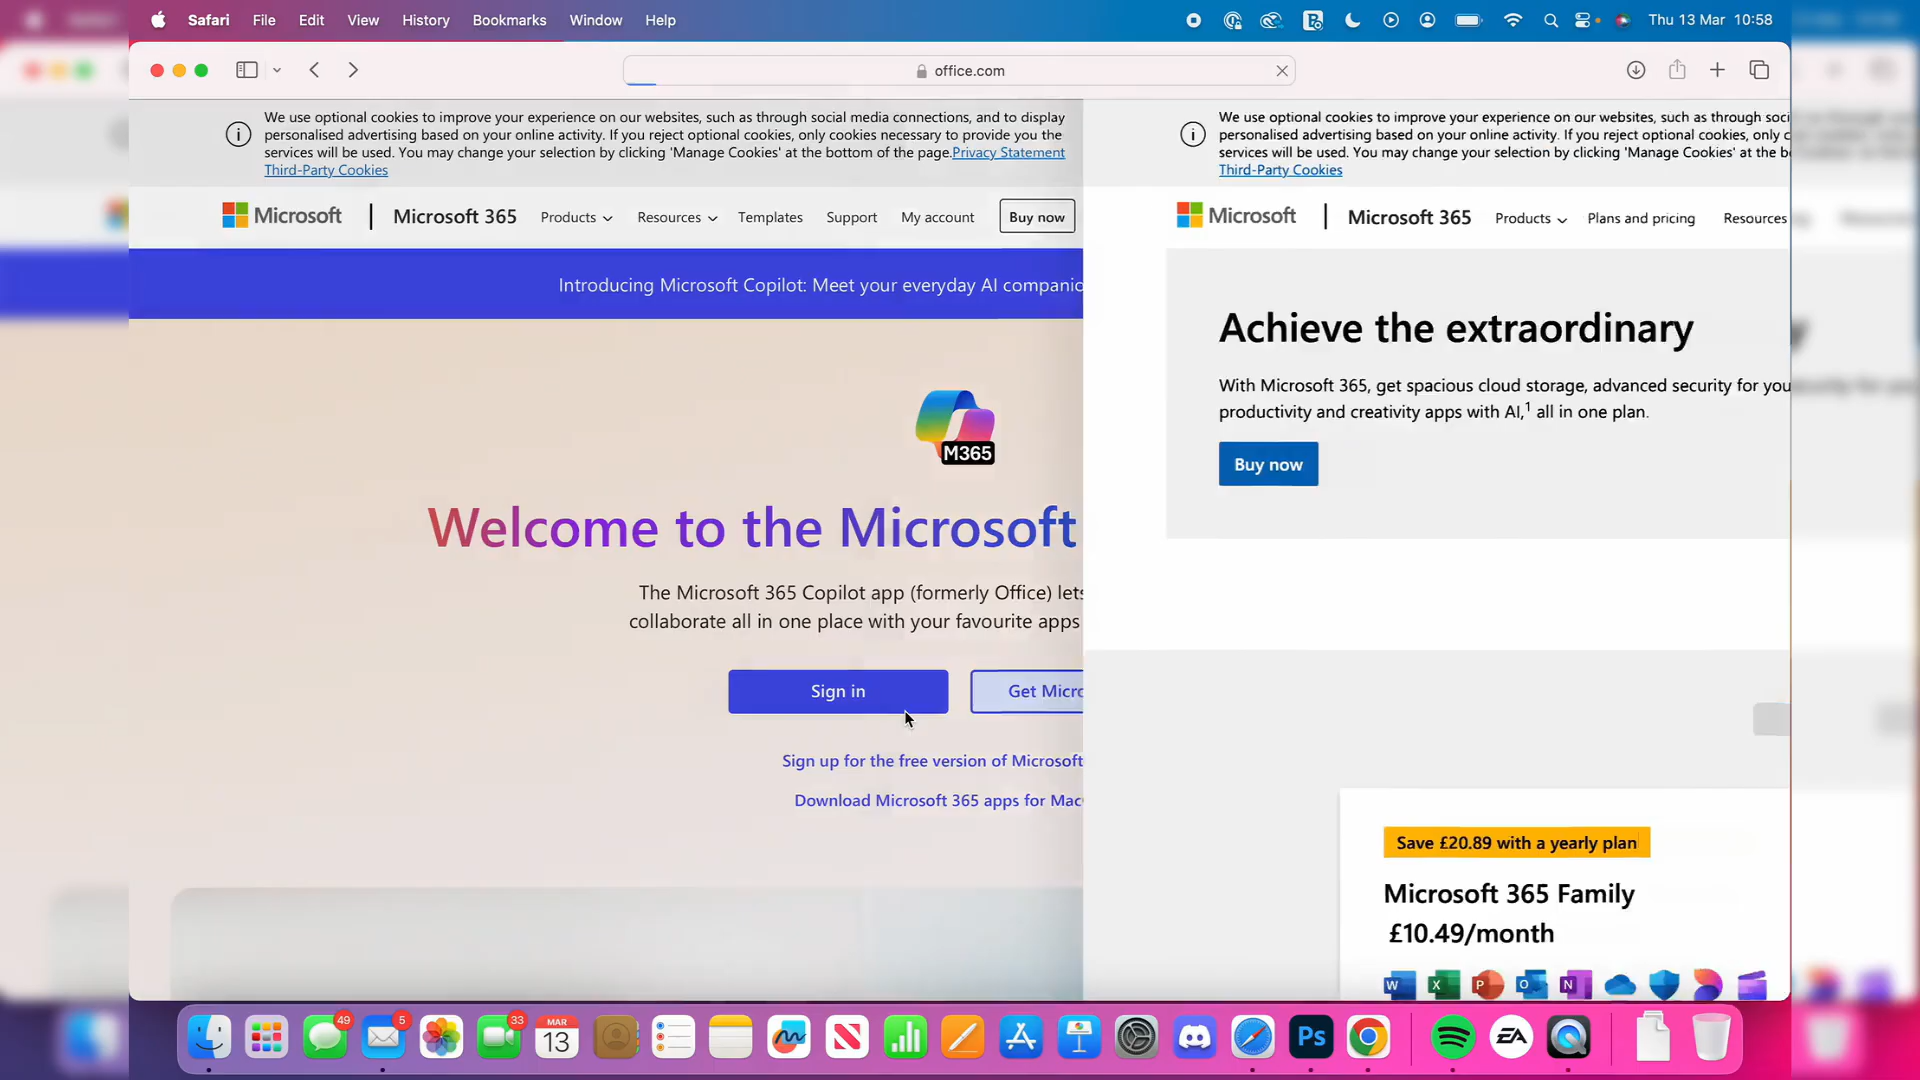 Safari File Edit View History Bookmarks Window Help
Thu 13 Mar 10:58
office.com
We use optional cookies to improve your experience on our websites, such as through social media connections, and to display
personalised advertising based on your online activity. If you reject optional cookies, only cookies necessary to provide you the
services will be used. You may change your selection by clicking 'Manage Cookies' at the bottom of the page.Privacy Statement
Third-Party Cookies
Microsoft Microsoft 365 Products Resources Templates Support My account Buy now
Introducing Microsoft Copilot: Meet your everyday AI companio
M365
Welcome to the Microsoft
The Microsoft 365 Copilot app (formerly Office) lets
collaborate all in one place with your favourite apps
Sign in
Get Micro
Sign up for the free version of Microsoft
Download Microsoft 365 apps for Mac
We use optional cookies to improve your experience on our websites, such as through soci
personalised advertising based on your online activity. If you reject optional cookies, only c
services will be used. You may change your selection by clicking 'Manage Cookies' at the b
Third-Party Cookies
Microsoft Microsoft 365 Products Plans and pricing Resources
Achieve the extraordinary
With Microsoft 365, get spacious cloud storage, advanced security for you
productivity and creativity apps with AI,¹ all in one plan.
Buy now
Save £20.89 with a yearly plan
Microsoft 365 Family
£10.49/month
W X P O N
49 5 33 MAR
13
Ps
EA